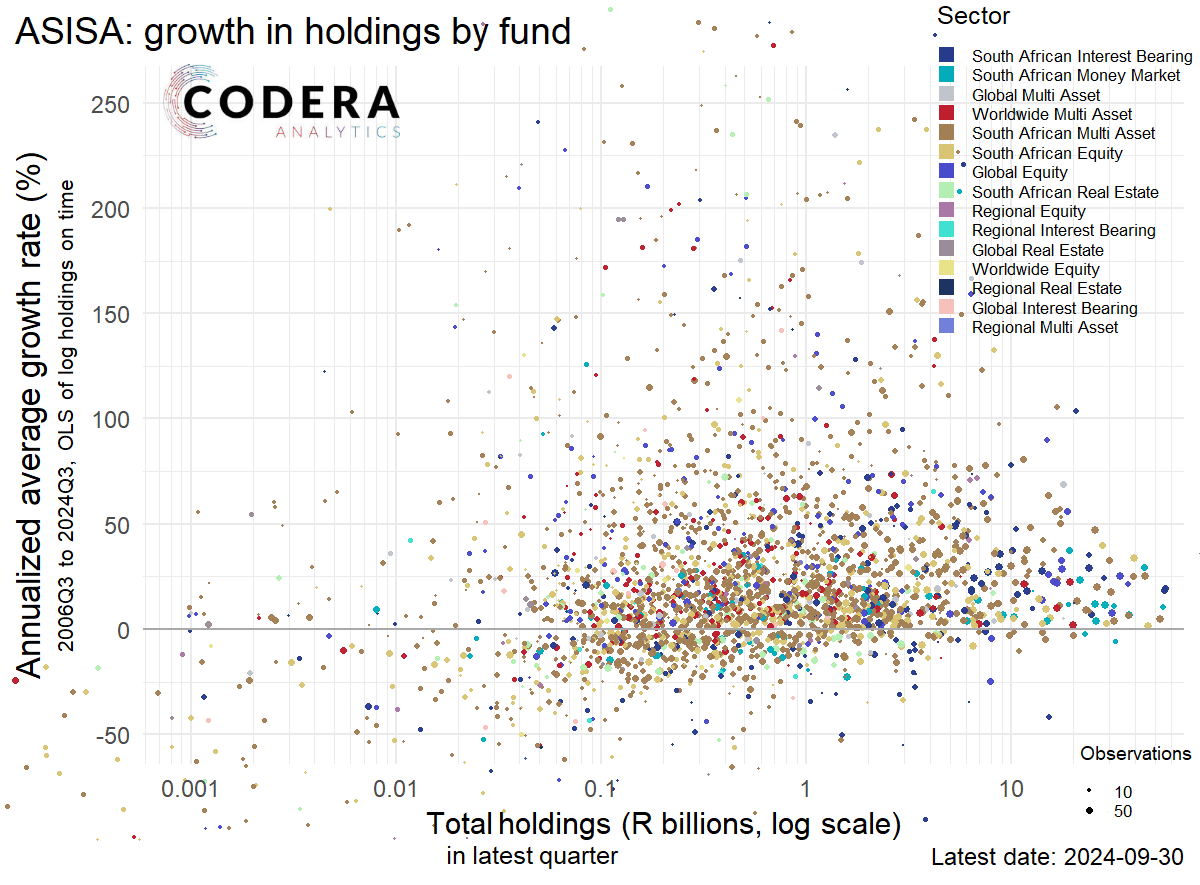 ASISA: growth in holdings by fund
CODERA
ANALYTICS
Sector
South African Interest Bearing
South African Money Market
Global Multi Asset
Worldwide Multi Asset
South African Multi Asset
South African Equity
Global Equity
South African Real Estate
Regional Equity
Regional Interest Bearing
Global Real Estate
Worldwide Equity
Regional Real Estate
Global Interest Bearing
Regional Multi Asset
Annualized average growth rate (%)
2006Q3 to 2024Q3, OLS of log holdings on time
250
200
150
100
50
0
-50
0.001
0.01
0.1
1
10
Observations
10
50
Total holdings (R billions, log scale)
in latest quarter
Latest date: 2024-09-30